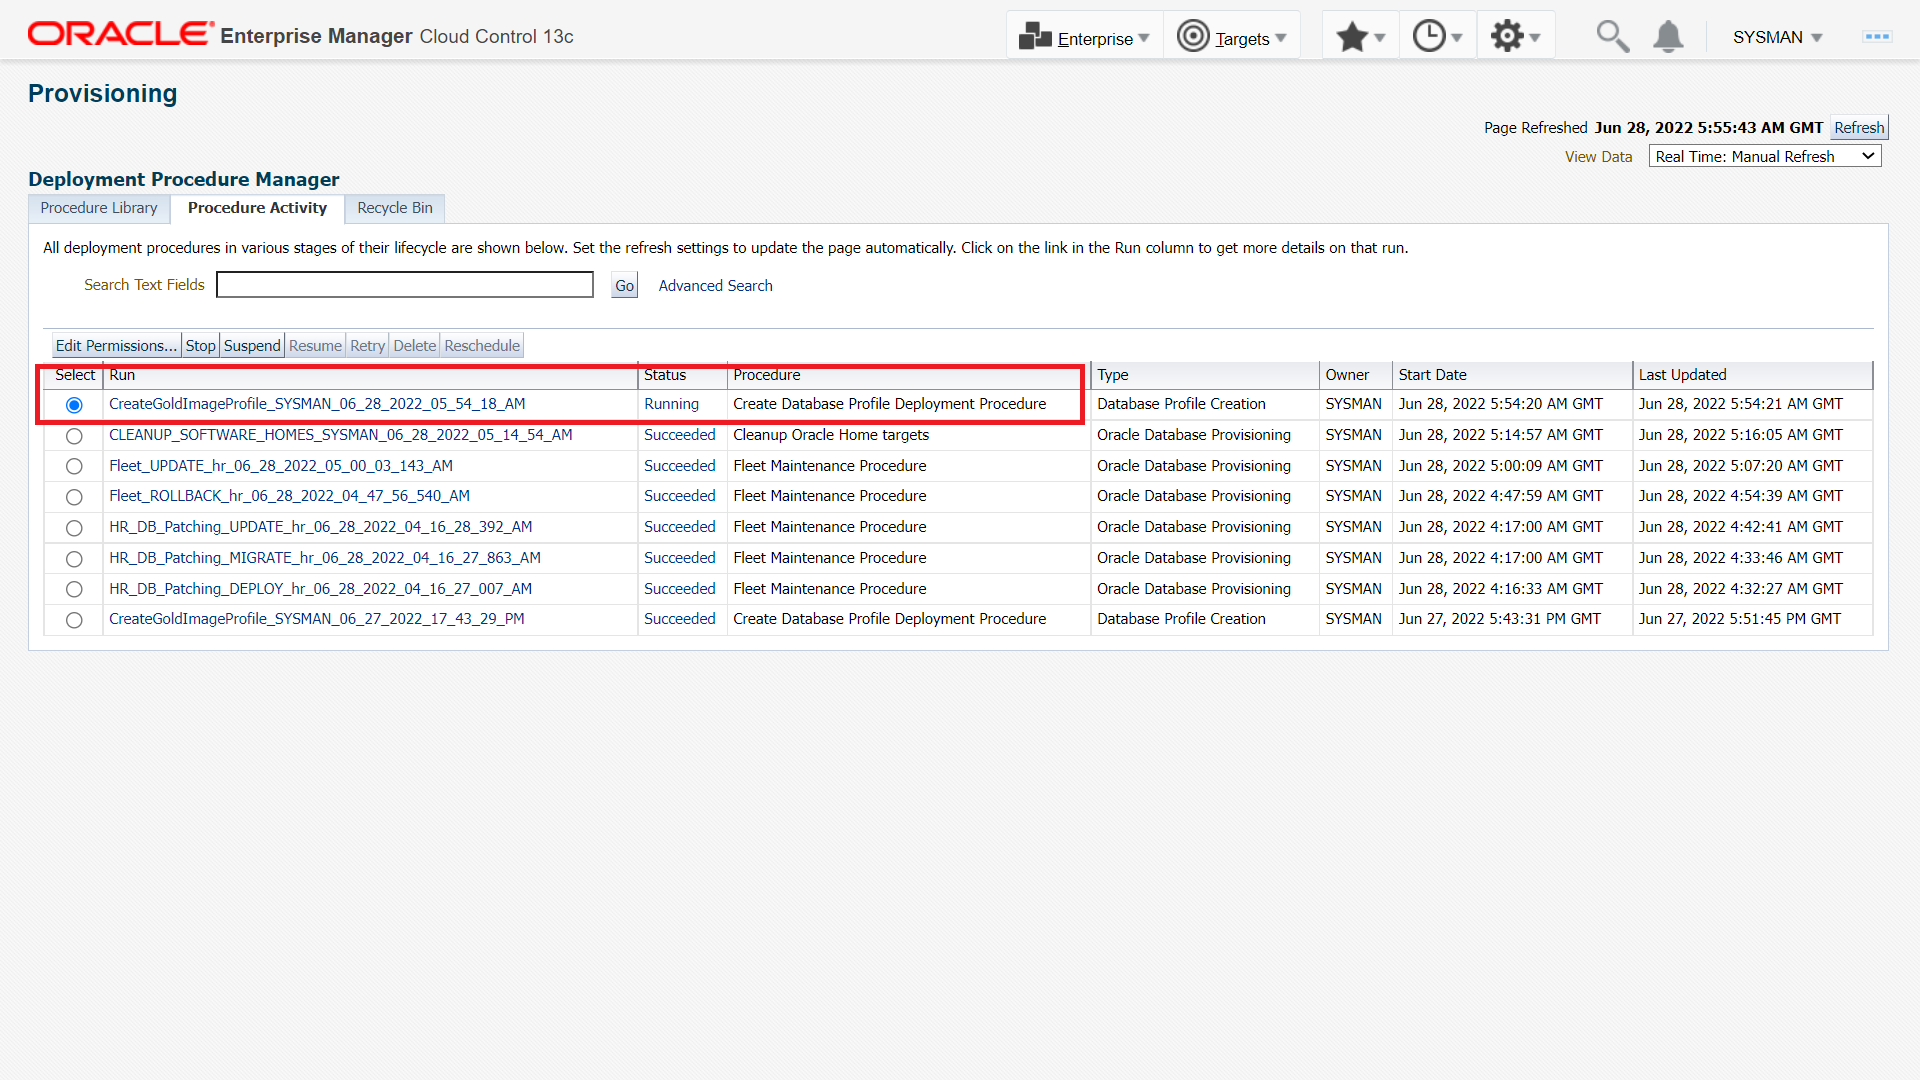 ORACLE Enterprise Manager Cloud Control 13c Enterprise Targets SYSMAN
Provisioning
Page Refreshed Jun 28, 2022 5:55:43 AM GMT Refresh
View Data Real Time: Manual Refresh
Deployment Procedure Manager
Procedure Library Procedure Activity Recycle Bin
All deployment procedures in various stages of their lifecycle are shown below. Set the refresh settings to update the page automatically. Click on the link in the Run column to get more details on that run.
Search Text Fields Go Advanced Search
Edit Permissions... Stop Suspend Resume Retry Delete Reschedule
Select Run Status Procedure Type Owner Start Date Last Updated
CreateGoldImageProfile_SYSMAN_06_28_2022_05_54_18_AM Running Create Database Profile Deployment Procedure Database Profile Creation SYSMAN Jun 28, 2022 5:54:20 AM GMT Jun 28, 2022 5:54:21 AM GMT
CLEANUP_SOFTWARE_HOMES_SYSMAN_06_28_2022_05_14_54_AM Succeeded Cleanup Oracle Home targets Oracle Database Provisioning SYSMAN Jun 28, 2022 5:14:57 AM GMT Jun 28, 2022 5:16:05 AM GMT
Fleet_UPDATE_hr_06_28_2022_05_00_03_143_AM Succeeded Fleet Maintenance Procedure Oracle Database Provisioning SYSMAN Jun 28, 2022 5:00:09 AM GMT Jun 28, 2022 5:07:20 AM GMT
Fleet_ROLLBACK_hr_06_28_2022_04_47_56_540_AM Succeeded Fleet Maintenance Procedure Oracle Database Provisioning SYSMAN Jun 28, 2022 4:47:59 AM GMT Jun 28, 2022 4:54:39 AM GMT
HR_DB_Patching_UPDATE_hr_06_28_2022_04_16_28_392_AM Succeeded Fleet Maintenance Procedure Oracle Database Provisioning SYSMAN Jun 28, 2022 4:17:00 AM GMT Jun 28, 2022 4:42:41 AM GMT
HR_DB_Patching_MIGRATE_hr_06_28_2022_04_16_27_863_AM Succeeded Fleet Maintenance Procedure Oracle Database Provisioning SYSMAN Jun 28, 2022 4:17:00 AM GMT Jun 28, 2022 4:33:46 AM GMT
HR_DB_Patching_DEPLOY_hr_06_28_2022_04_16_27_007_AM Succeeded Fleet Maintenance Procedure Oracle Database Provisioning SYSMAN Jun 28, 2022 4:16:33 AM GMT Jun 28, 2022 4:32:27 AM GMT
CreateGoldImageProfile_SYSMAN_06_27_2022_17_43_29_PM Succeeded Create Database Profile Deployment Procedure Database Profile Creation SYSMAN Jun 27, 2022 5:43:31 PM GMT Jun 27, 2022 5:51:45 PM GMT